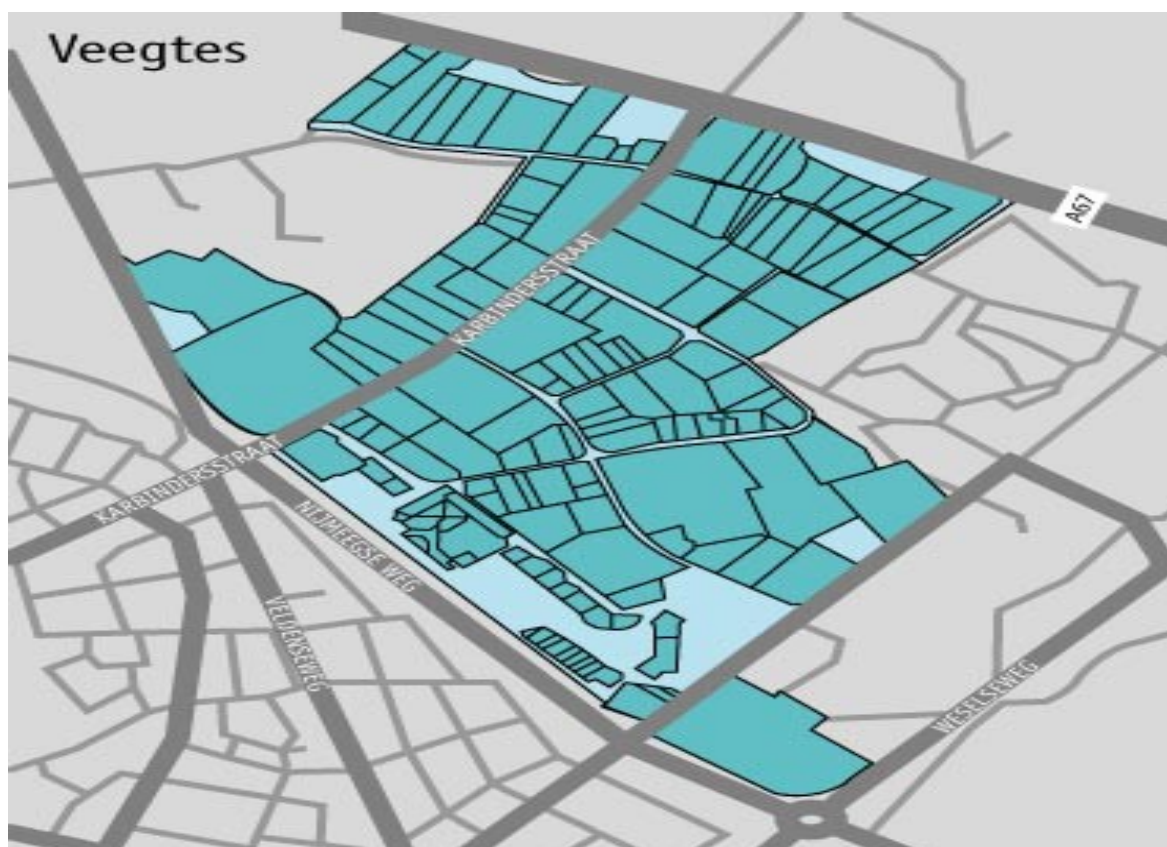 Veegtes
A67
KARBINDERSSTRAAT
KARBINDERSSTRAAT
NIJMEEGSE WEG
VELDENSEWEG
WESELSEWEG